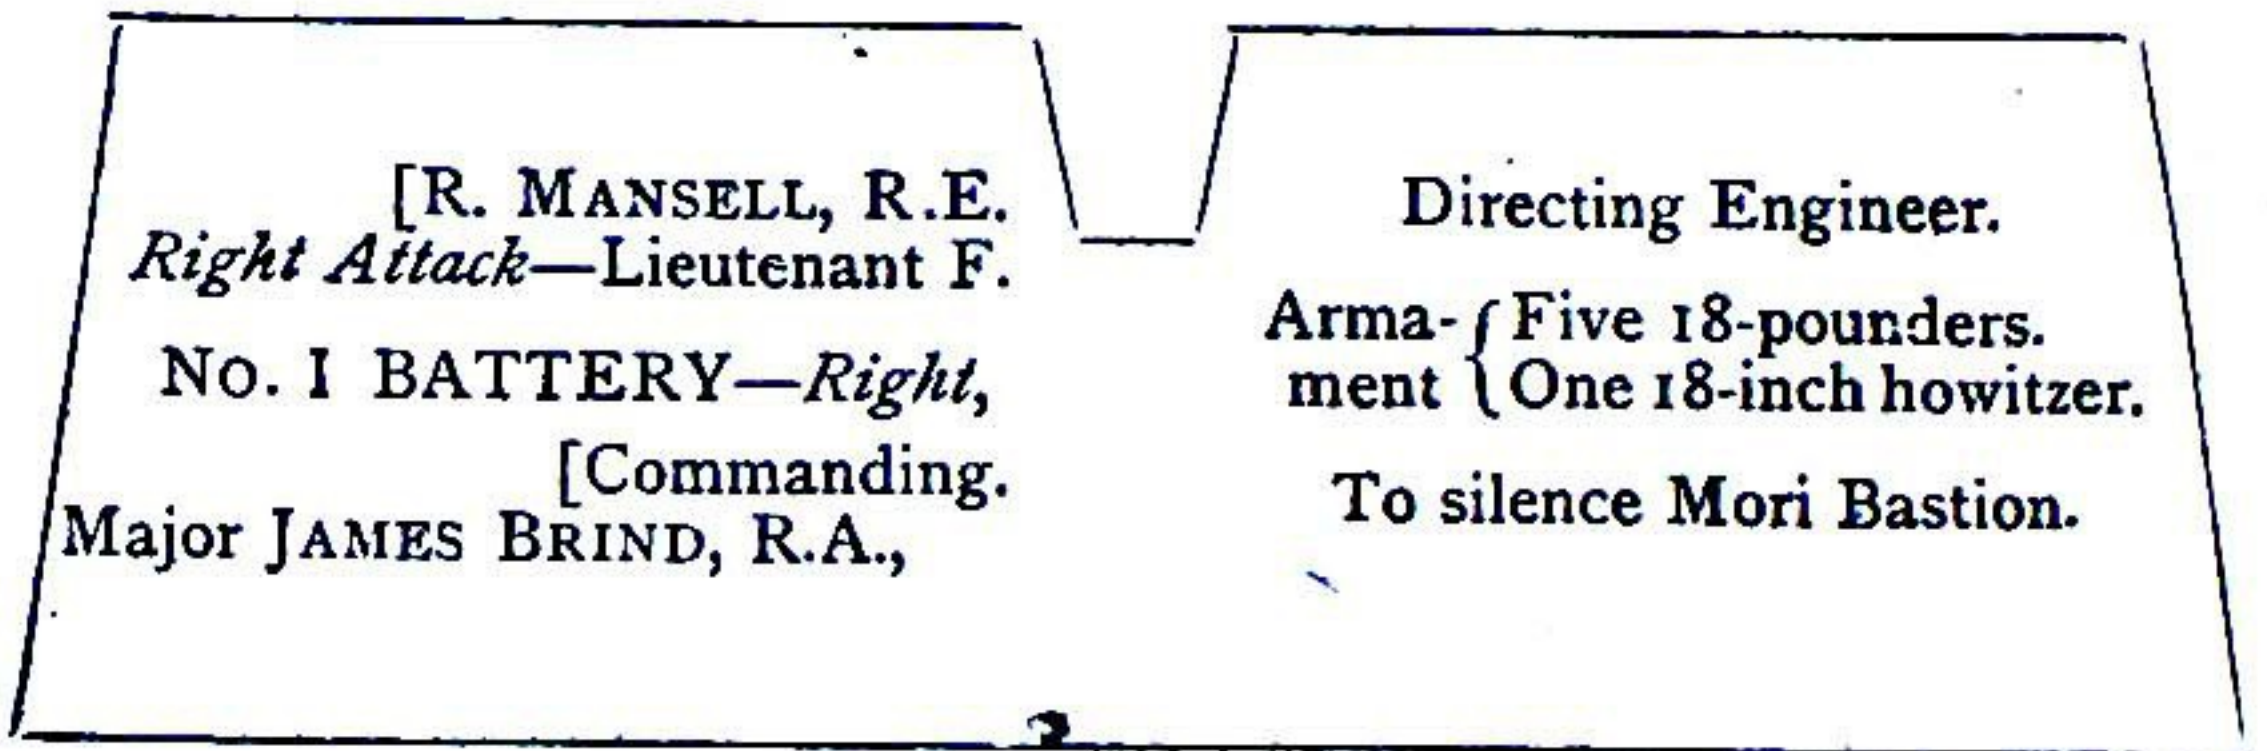 [R. MANSELL, R.E.
Right Attack—Lieutenant F.
No. I BATTERY—Right,
[Commanding.
Major JAMES BRIND, R.A.,
Directing Engineer.
Arma- { Five 18-pounders.
ment { One 18-inch howitzer.
To silence Mori Bastion.